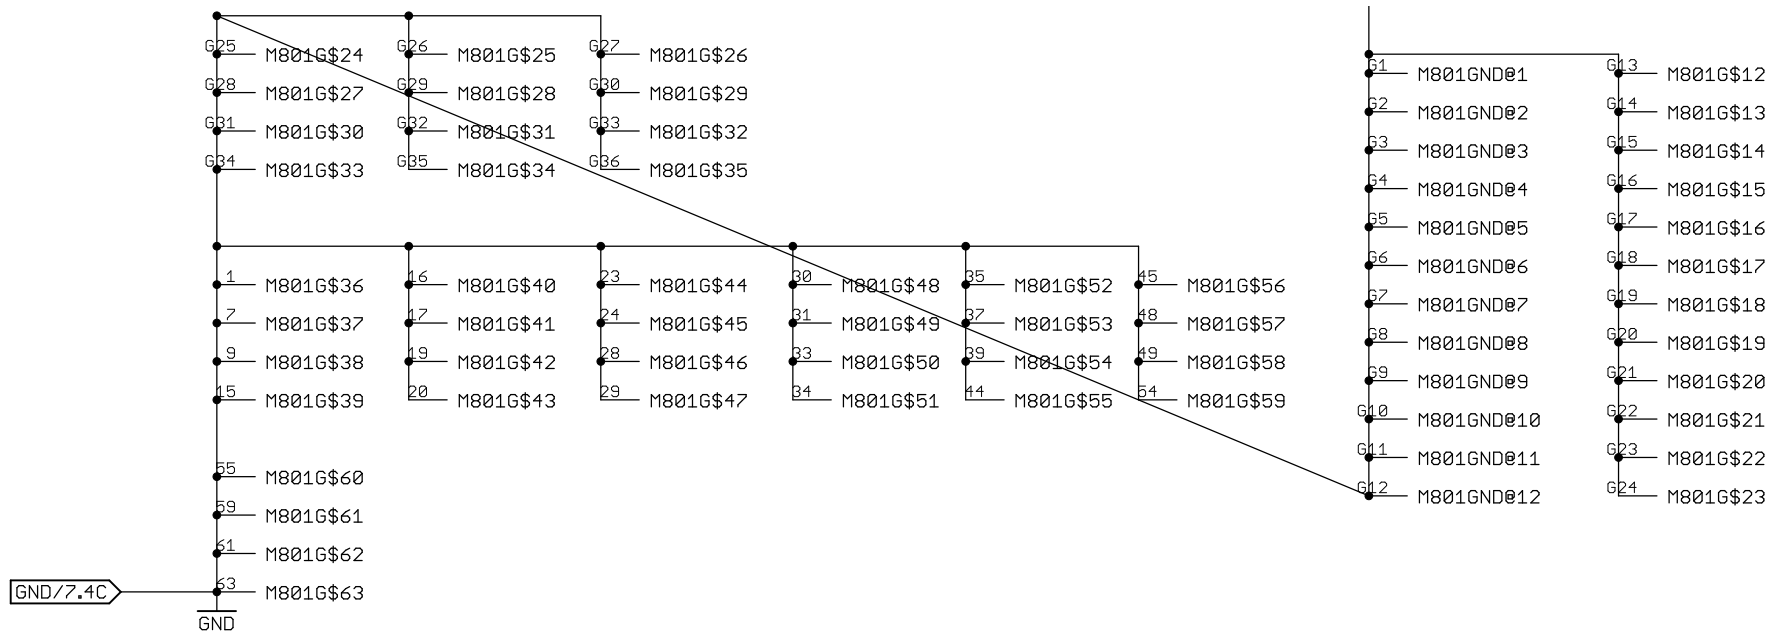 G25 M801G$24 G26 M801G$25 G27 M801G$26
G28 M801G$27 G29 M801G$28 G30 M801G$29
G31 M801G$30 G32 M801G$31 G33 M801G$32
G34 M801G$33 G35 M801G$34 G36 M801G$35
1 M801G$36 16 M801G$40 23 M801G$44 30 M801G$48 35 M801G$52 45 M801G$56
7 M801G$37 17 M801G$41 24 M801G$45 31 M801G$49 37 M801G$53 48 M801G$57
9 M801G$38 19 M801G$42 28 M801G$46 33 M801G$50 39 M801G$54 49 M801G$58
15 M801G$39 20 M801G$43 29 M801G$47 34 M801G$51 44 M801G$55 54 M801G$59
55 M801G$60
59 M801G$61
61 M801G$62
63 M801G$63
GND/7.4C
GND
G1 M801GND@1 G13 M801G$12
G2 M801GND@2 G14 M801G$13
G3 M801GND@3 G15 M801G$14
G4 M801GND@4 G16 M801G$15
G5 M801GND@5 G17 M801G$16
G6 M801GND@6 G18 M801G$17
G7 M801GND@7 G19 M801G$18
G8 M801GND@8 G20 M801G$19
G9 M801GND@9 G21 M801G$20
G10 M801GND@10 G22 M801G$21
G11 M801GND@11 G23 M801G$22
G12 M801GND@12 G24 M801G$23